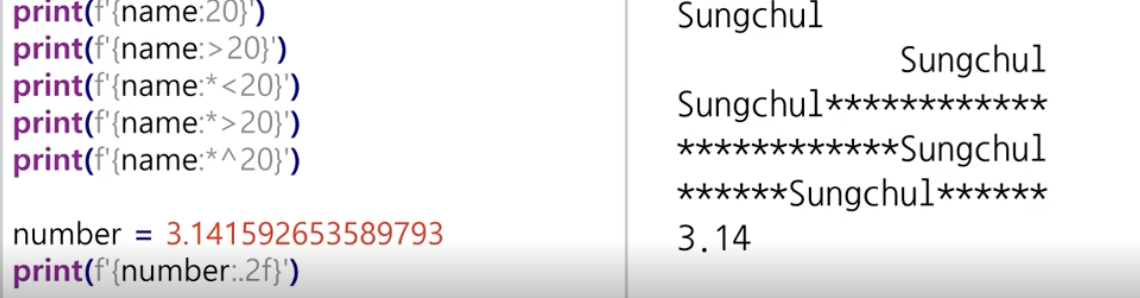 print(f'{name:20}')
print(f'{name:>20}')
print(f'{name:*<20}')
print(f'{name:*>20}')
print(f'{name:*^20}')
number = 3.141592653589793
print(f'{number:.2f}')
Sungchul
Sungchul
Sungchul************
************Sungchul
******Sungchul******
3.14